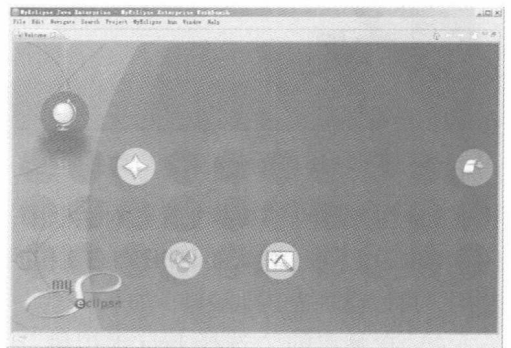 MyEclipse Java Enterprise - MyEclipse Enterprise Workbench
File Edit Navigate Search Project MyEclipse Run Window Help
Welcome
my
eclipse